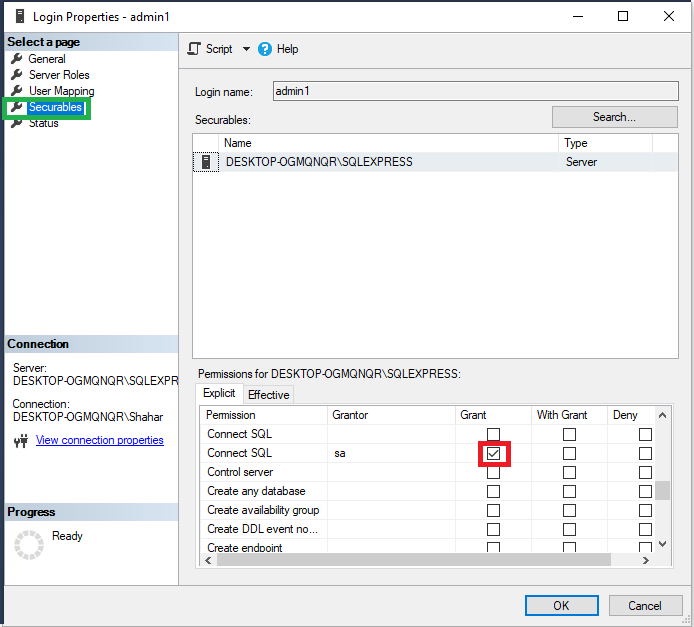 Login Properties - admin1
Select a page
General
Server Roles
User Mapping
Securables
Status
Script
Help
Login name:
admin1
Securables:
Search...
Name Type
DESKTOP-OGMQNQR\SQLEXPRESS Server
Connection
Server:
DESKTOP-OGMQNQR\SQLEXPR
Connection:
DESKTOP-OGMQNQR\Shahar
View connection properties
Progress
Ready
Permissions for DESKTOP-OGMQNQR\SQLEXPRESS:
Explicit Effective
Permission Grantor Grant With Grant Deny
Connect SQL
Connect SQL sa
Control server
Create any database
Create availability group
Create DDL event no...
Create endpoint
OK Cancel